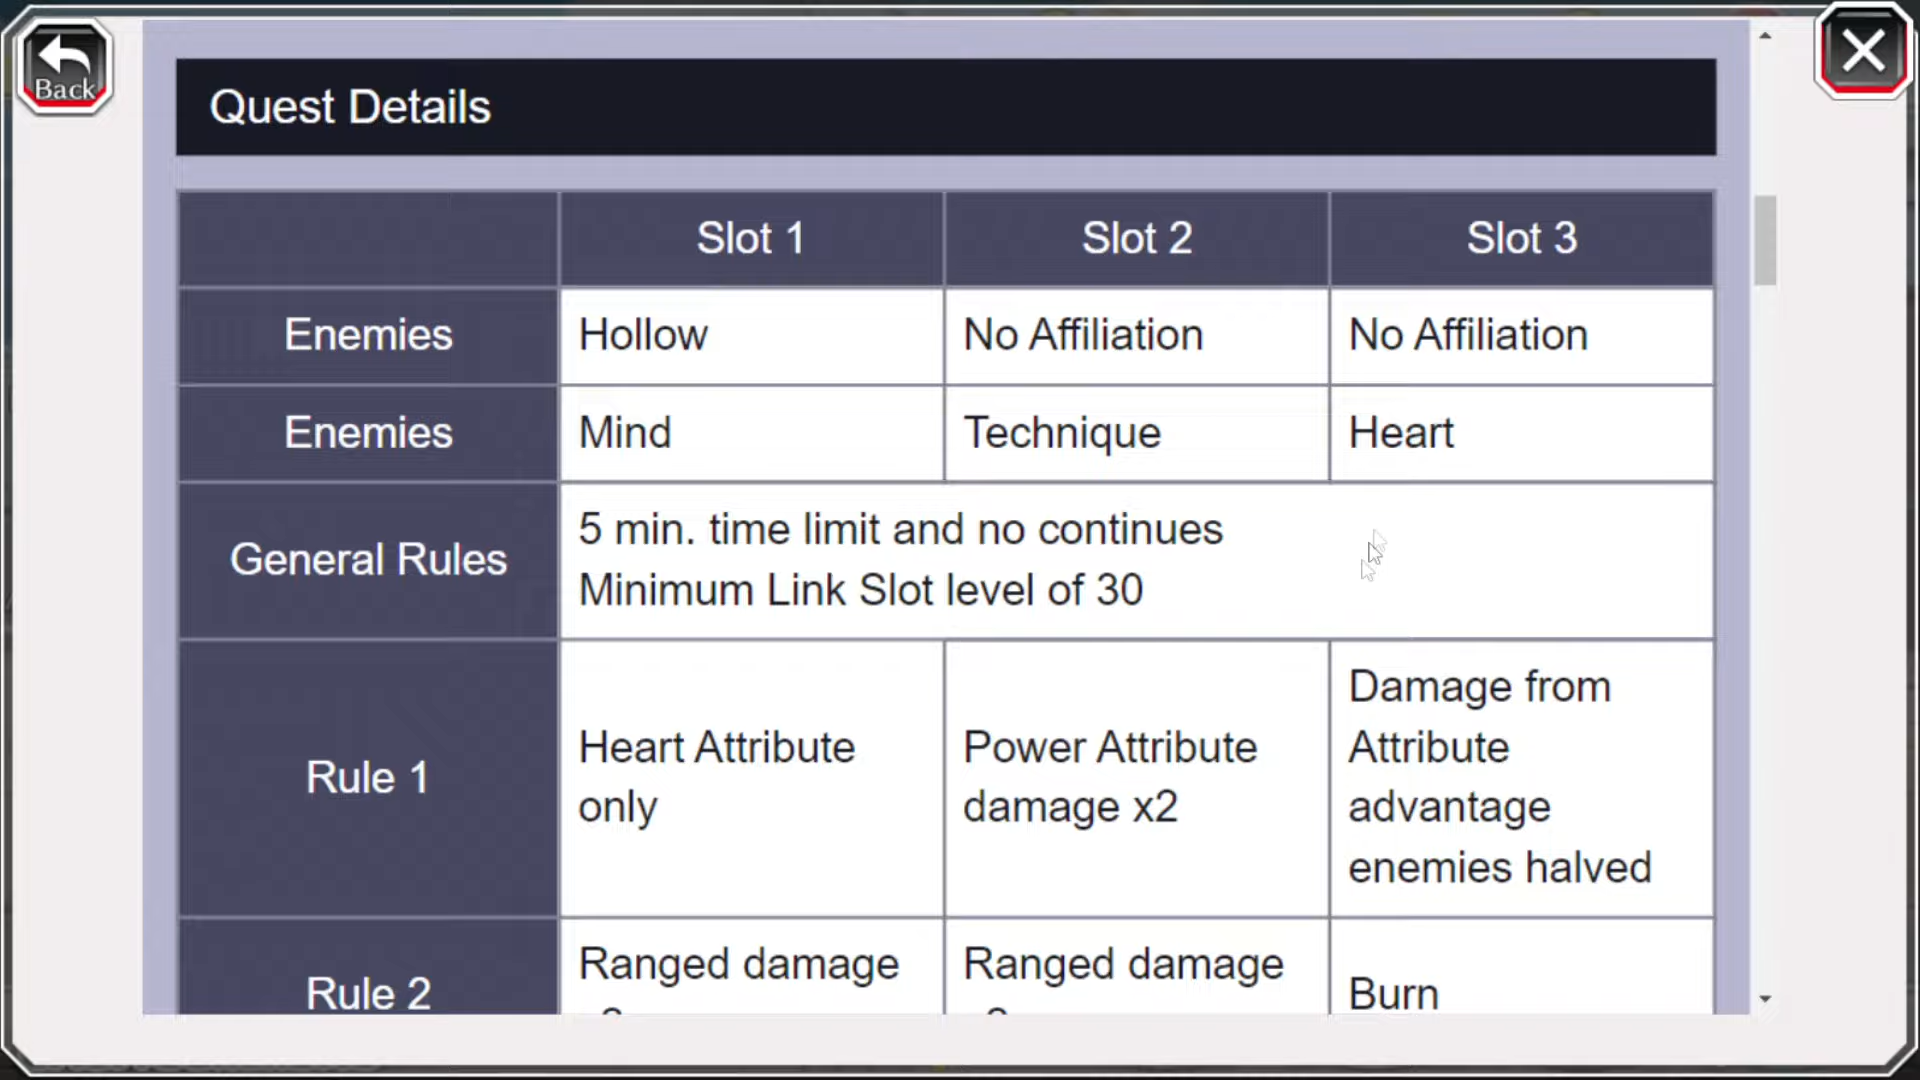 Back
Quest Details
Slot 1 Slot 2 Slot 3
Enemies Hollow No Affiliation No Affiliation
Enemies Mind Technique Heart
General Rules
5 min. time limit and no continues
Minimum Link Slot level of 30
Rule 1
Heart Attribute
only
Power Attribute
damage x2
Damage from
Attribute
advantage
enemies halved
Rule 2
Ranged damage
Ranged damage
Burn